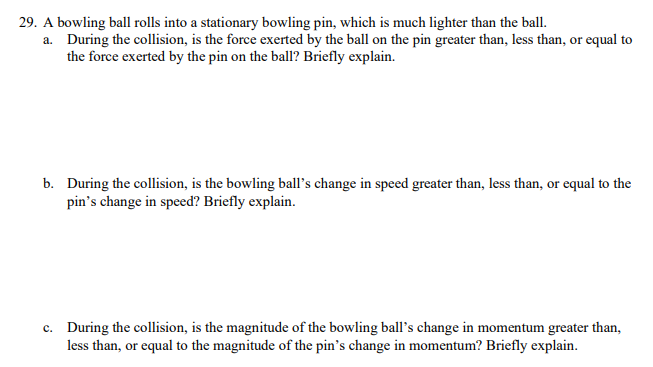 29. A bowling ball rolls into a stationary bowling pin, which is much lighter than the ball.
a. During the collision, is the force exerted by the ball on the pin greater than, less than, or equal to
the force exerted by the pin on the ball? Briefly explain.
b. During the collision, is the bowling ball's change in speed greater than, less than, or equal to the
pin's change in speed? Briefly explain.
c. During the collision, is the magnitude of the bowling ball's change in momentum greater than,
less than, or equal to the magnitude of the pin's change in momentum? Briefly explain.